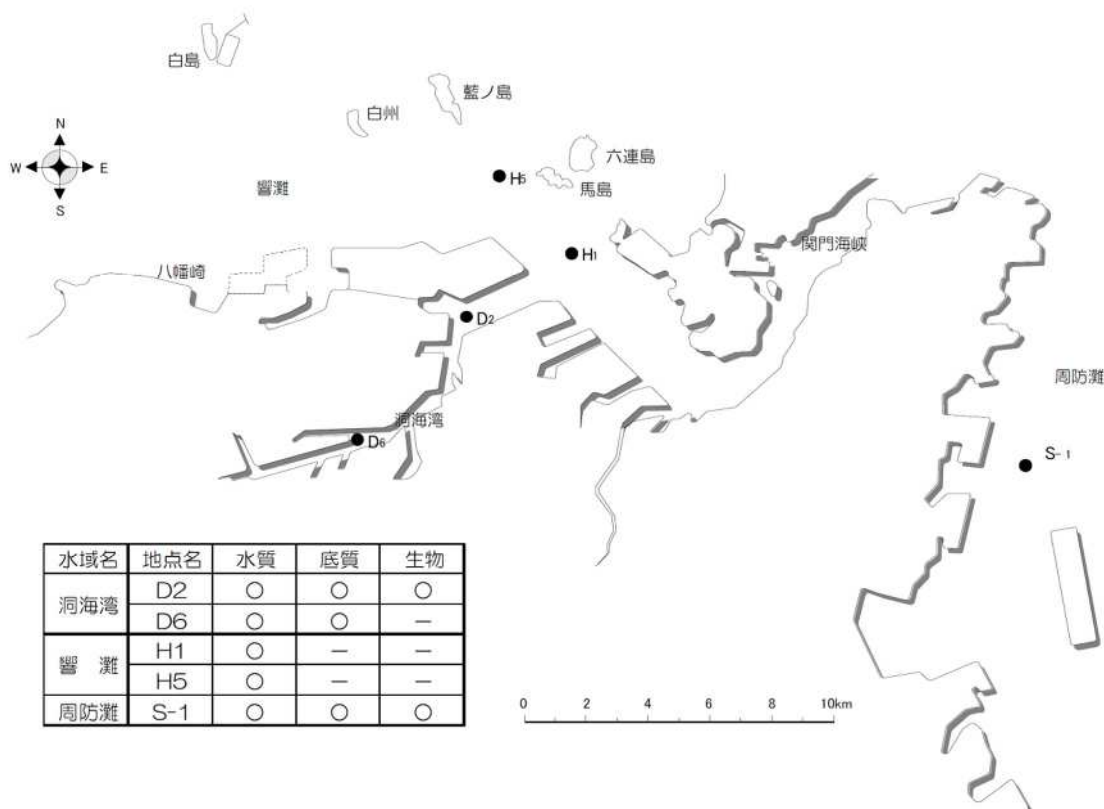 白島
藍ノ島
白州
N
W
E
S
六連島
H5
馬島
響灘
関門海峡
H1
八幡崎
D2
周防灘
洞海湾
D6
S-1
水域名 地点名 水質 底質 生物
洞海湾 D2 ○ ○ ○
D6 ○ ○ −
響 灘 H1 ○ − −
H5 ○ − −
周防灘 S-1 ○ ○ ○
0 2 4 6 8 10km